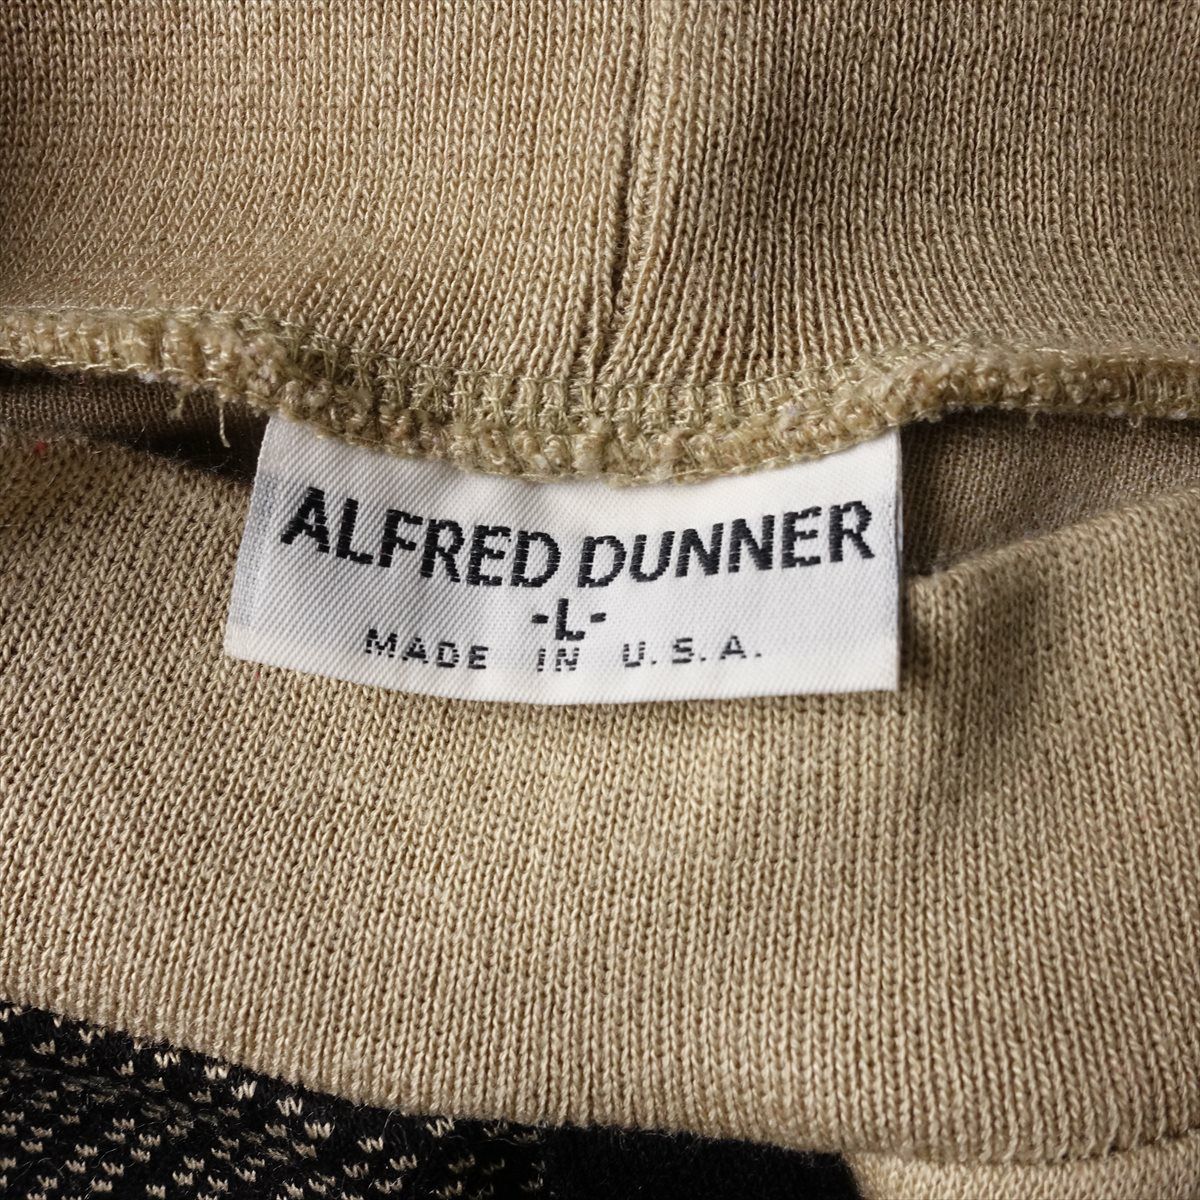 ALFRED DUNNER
-L-
MADE IN U.S.A.